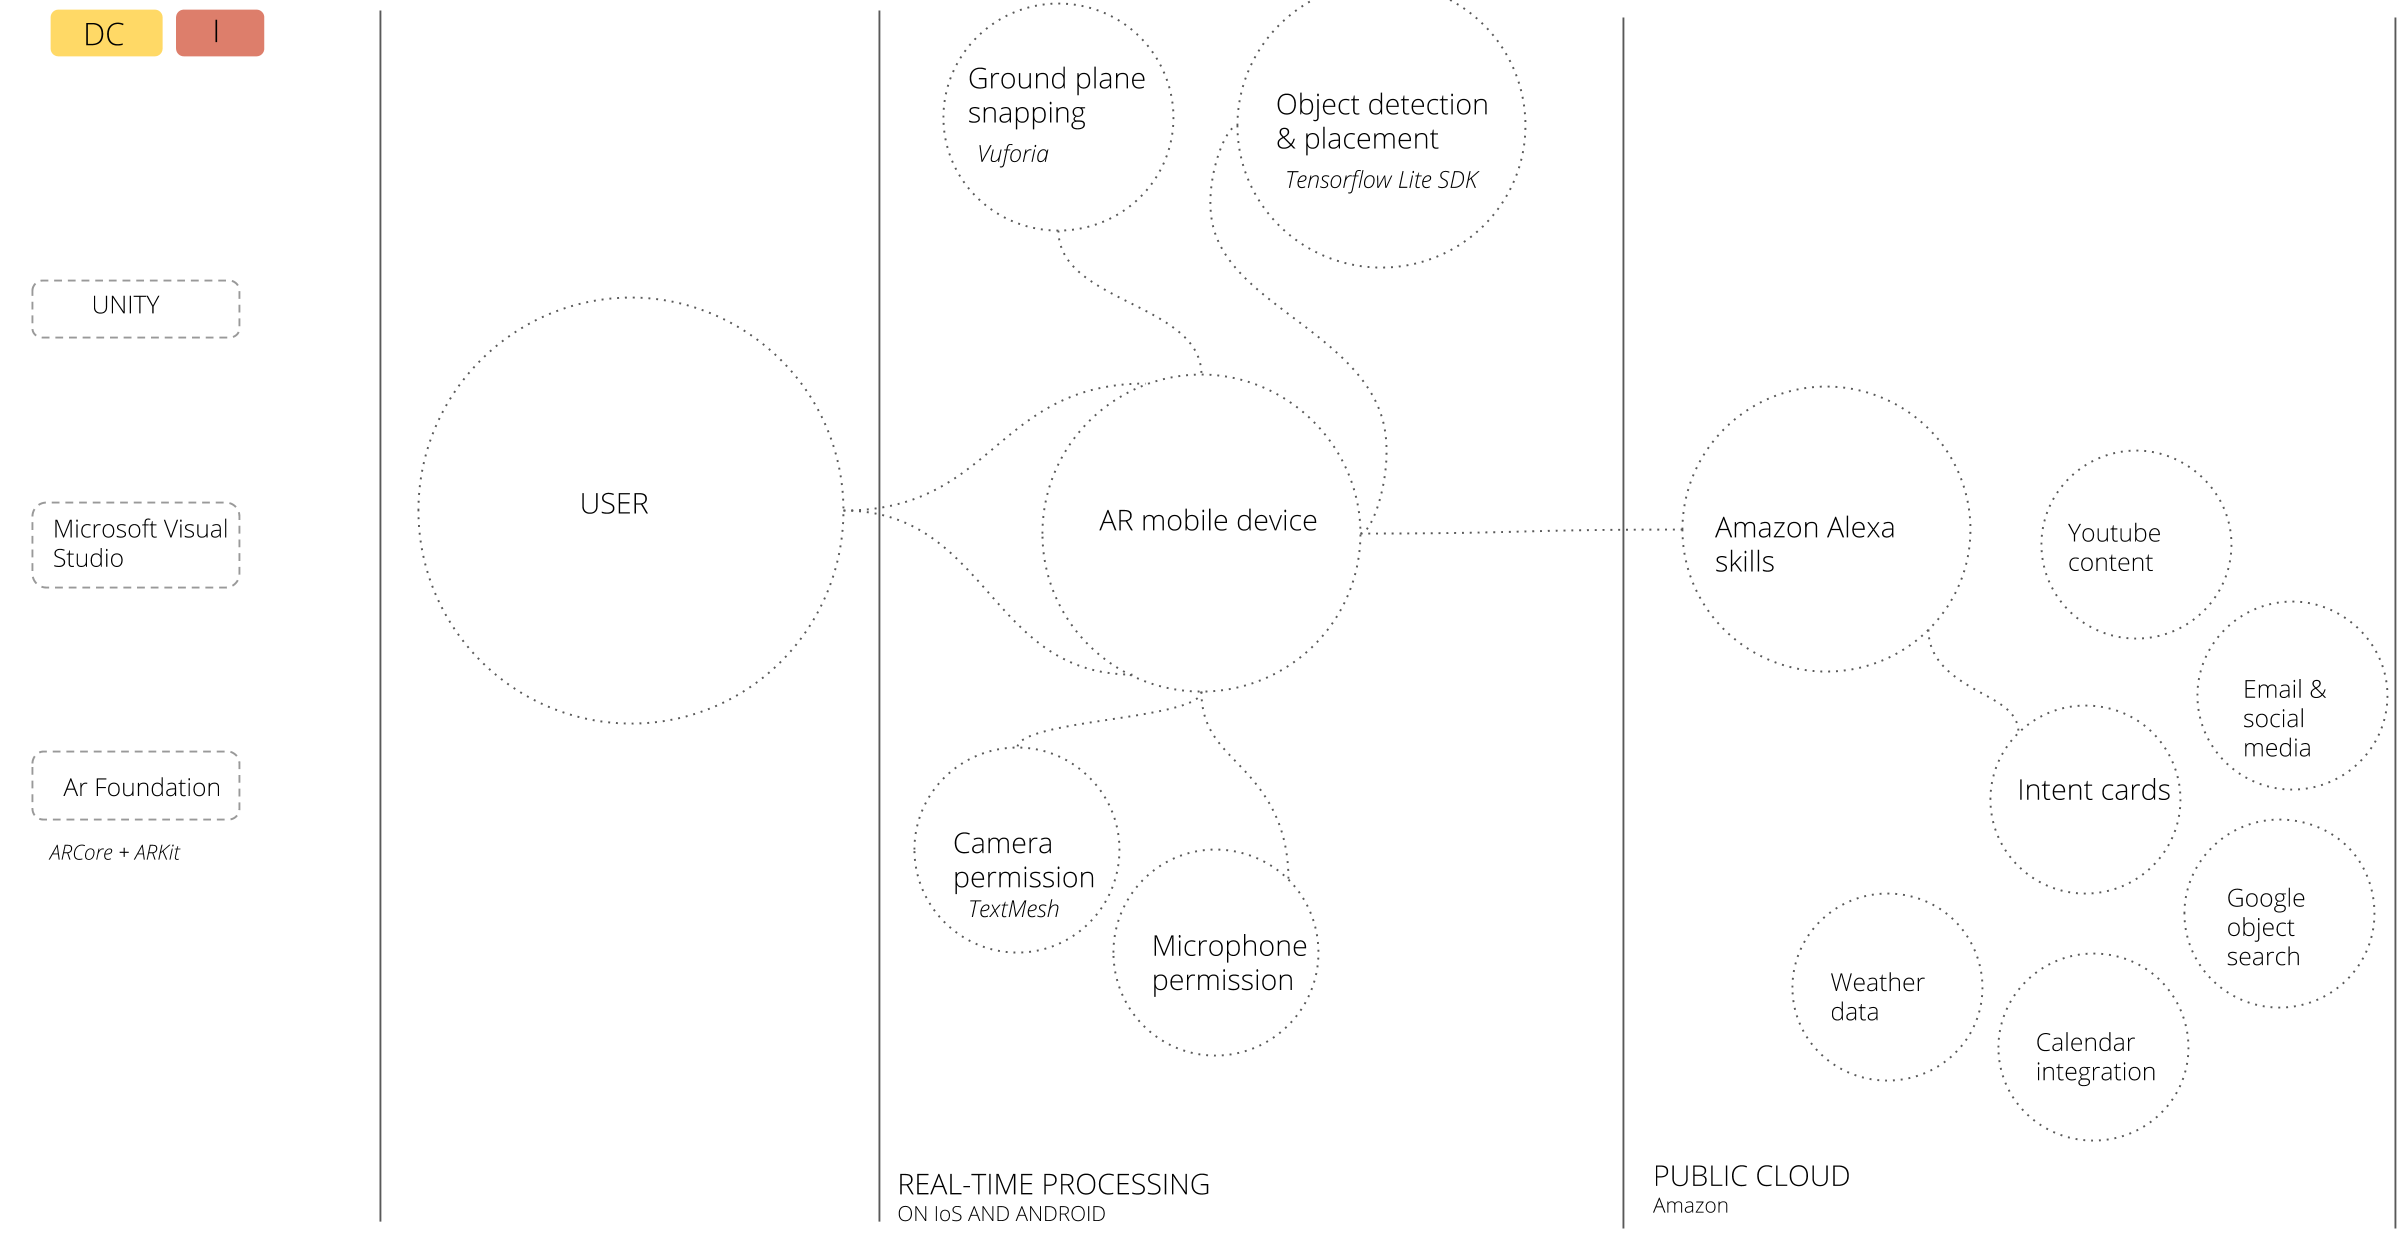 DC
I
UNITY
Microsoft Visual
Studio
Ar Foundation
ARCore + ARKit
USER
Ground plane
snapping
Vuforia
Object detection
& placement
Tensorflow Lite SDK
AR mobile device
Camera
permission
TextMesh
Microphone
permission
REAL-TIME PROCESSING
ON IoS AND ANDROID
Amazon Alexa
skills
Youtube
content
Email &
social
media
Intent cards
Google
object
search
Weather
data
Calendar
integration
PUBLIC CLOUD
Amazon